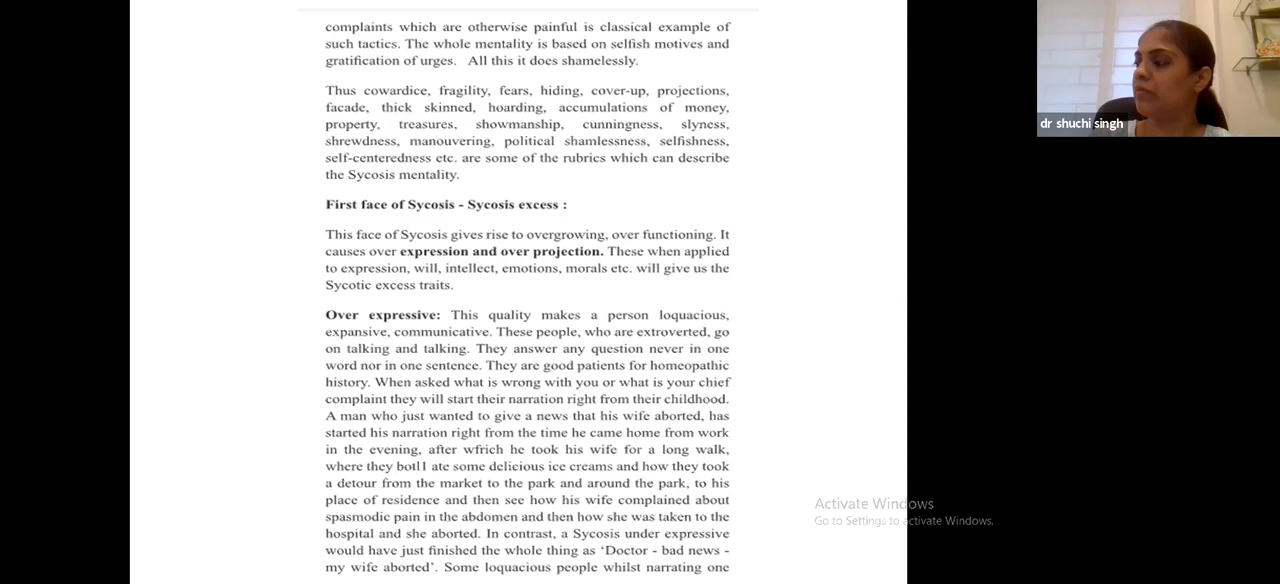 complaints which are otherwise painful is classical example of
such tactics. The whole mentality is based on selfish motives and
gratification of urges. All this it does shamelessly.
Thus cowardice, fragility, fears, hiding, cover-up, projections,
facade, thick skinned, hoarding, accumulations of money,
property, treasures, showmanship, cunningness, slyness,
shrewdness, manouvering, political shamlessness, selfishness,
self-centeredness etc. are some of the rubrics which can describe
the Sycosis mentality.
First face of Sycosis - Sycosis excess :
This face of Sycosis gives rise to overgrowing, over functioning. It
causes over expression and over projection. These when applied
to expression, will, intellect, emotions, morals etc. will give us the
Sycotic excess traits.
Over expressive: This quality makes a person loquacious,
expansive, communicative. These people, who are extroverted, go
on talking and talking. They answer any question never in one
word nor in one sentence. They are good patients for homeopathic
history. When asked what is wrong with you or what is your chief
complaint they will start their narration right from their childhood.
A man who just wanted to give a news that his wife aborted, has
started his narration right from the time he came home from work
in the evening, after wfrich he took his wife for a long walk,
where they botl1 ate some delicious ice creams and how they took
a detour from the market to the park and around the park, to his
place of residence and then see how his wife complained about
spasmodic pain in the abdomen and then how she was taken to the
hospital and she aborted. In contrast, a Sycosis under expressive
would have just finished the whole thing as ‘Doctor - bad news -
my wife aborted’. Some loquacious people whilst narrating one
dr shuchi singh
Activate Windows
Go to Settings to activate Windows.